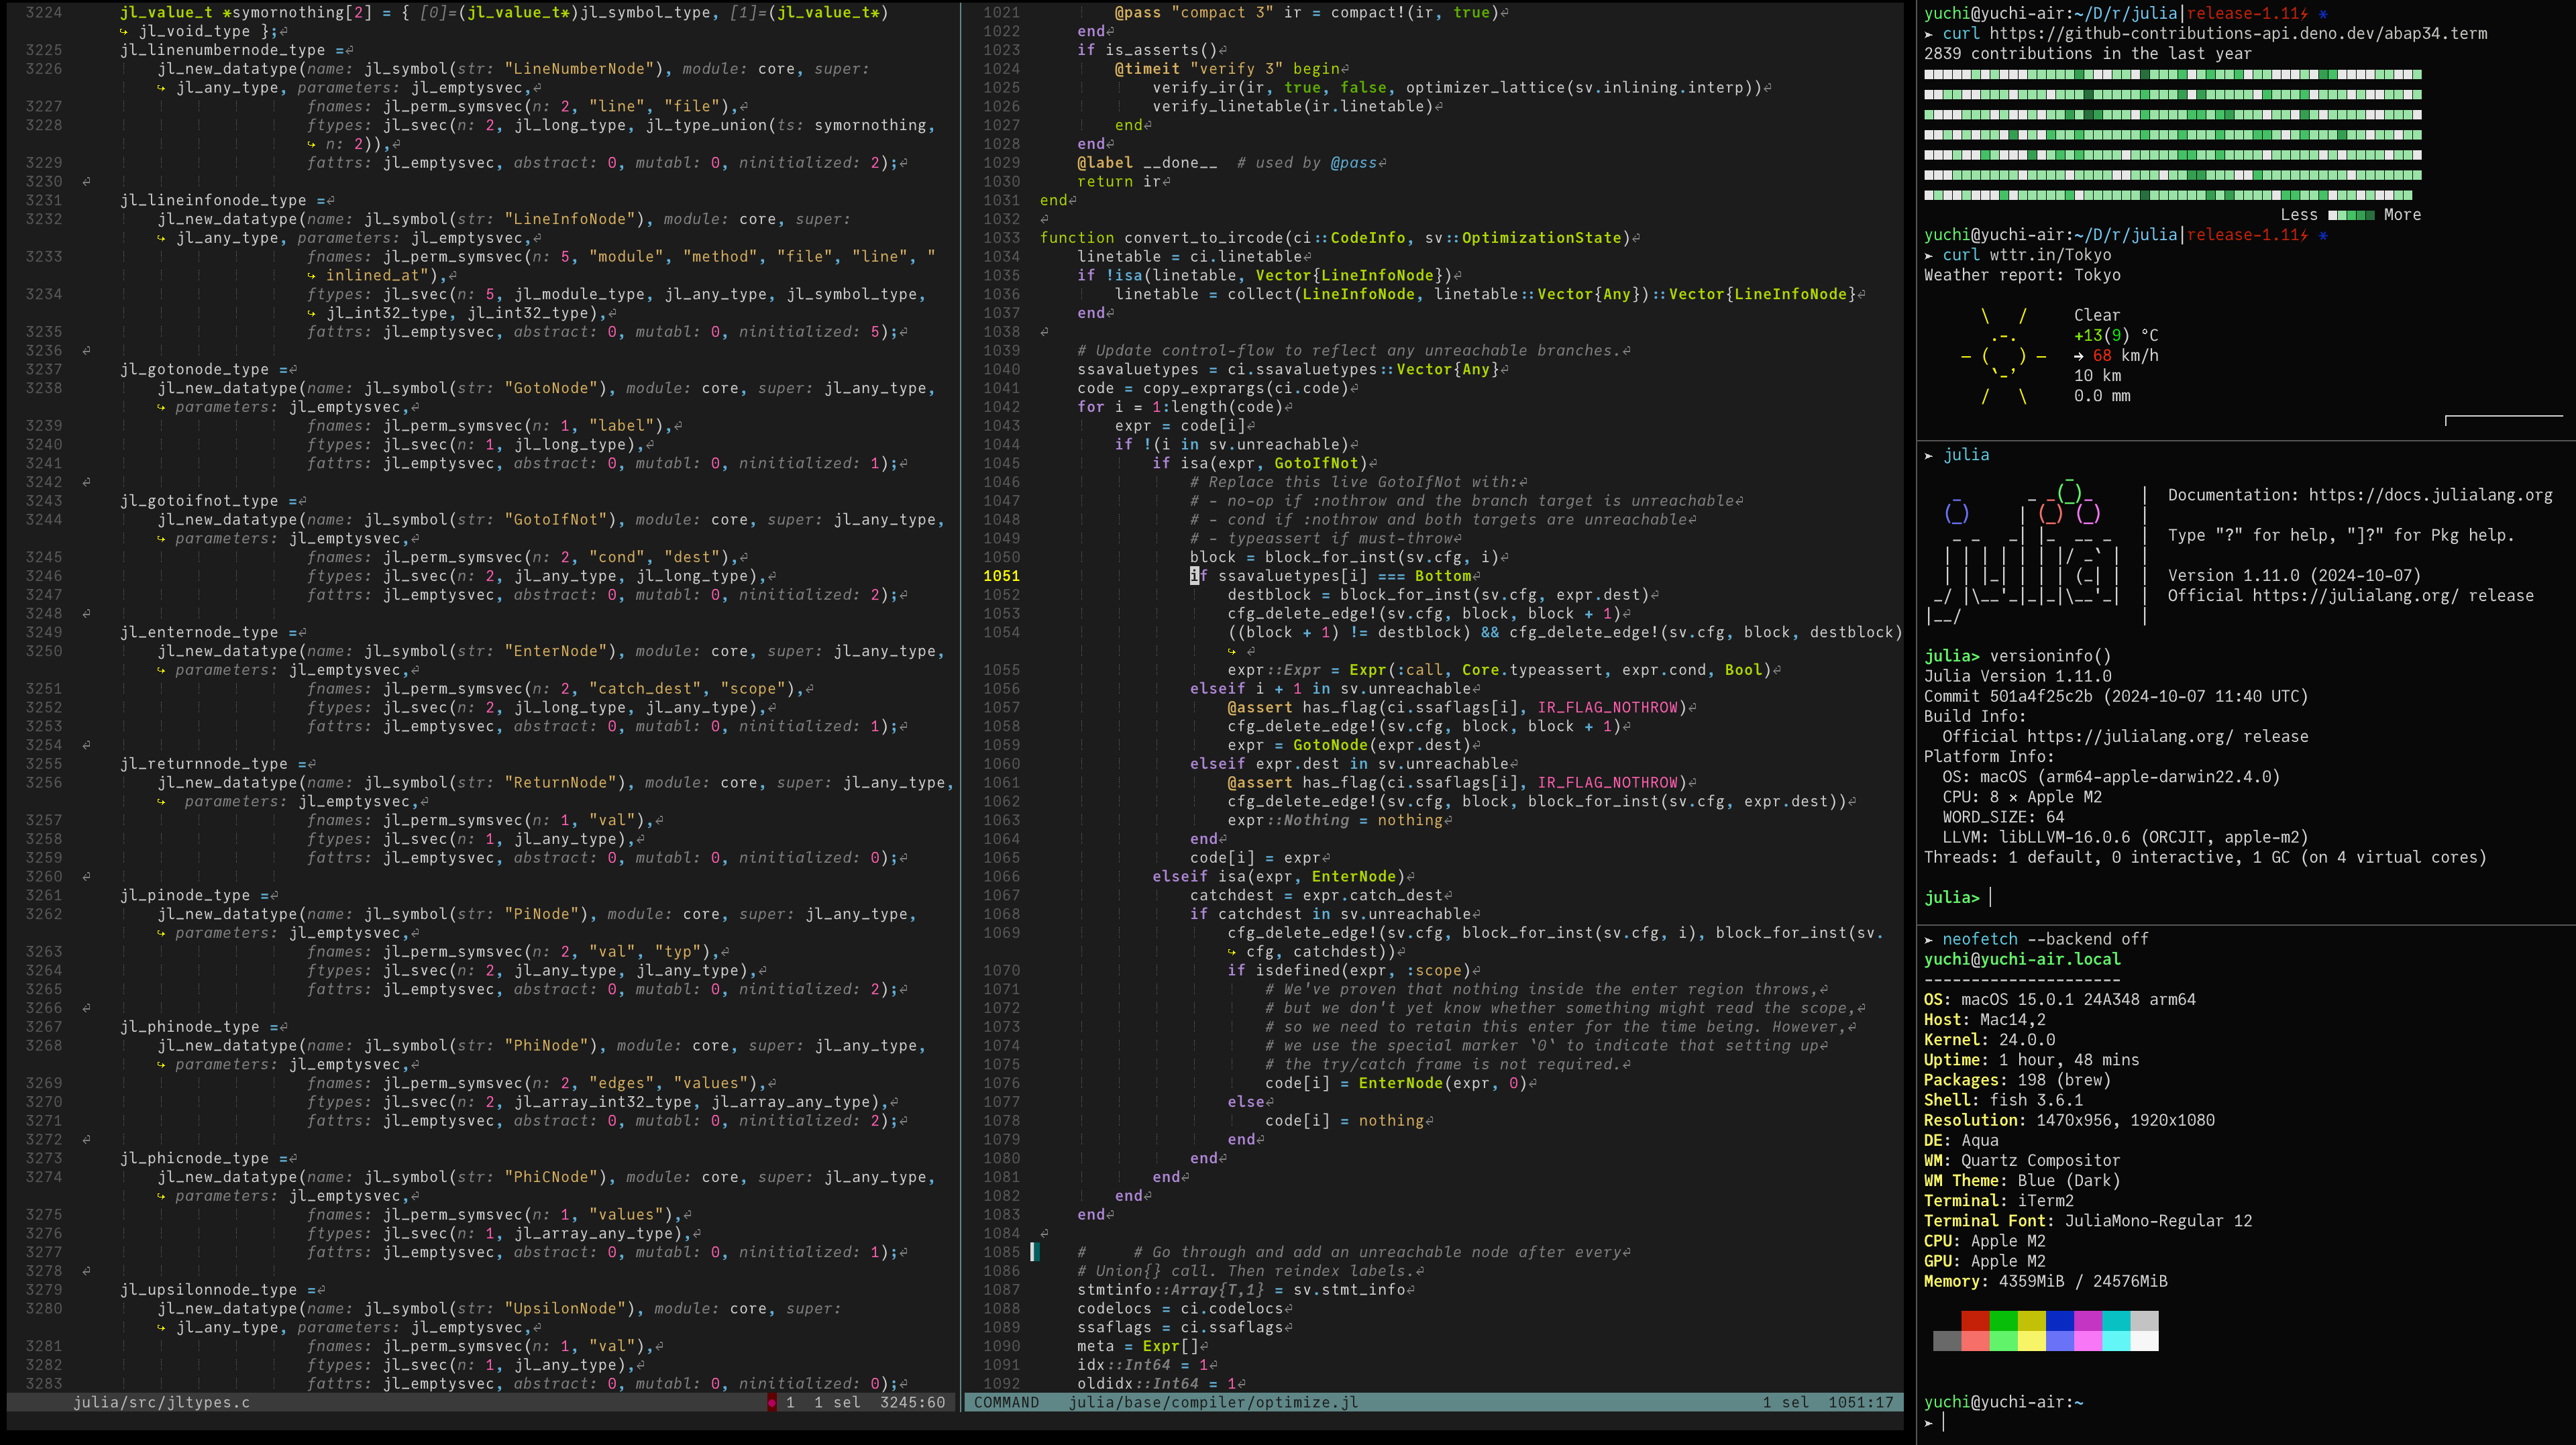 3224 jl_value_t *symornothing[2] = { [0]=(jl_value_t*)jl_symbol_type, [1]=(jl_value_t*)
↪ jl_void_type };⏎
3225 jl_linenumbernode_type =⏎
3226 jl_new_datatype(name: jl_symbol(str: "LineNumberNode"), module: core, super:
↪ jl_any_type, parameters: jl_emptysvec,⏎
3227 fnames: jl_perm_symsvec(n: 2, "line", "file"),⏎
3228 ftypes: jl_svec(n: 2, jl_long_type, jl_type_union(ts: symornothing,
↪ n: 2)),⏎
3229 fattrs: jl_emptysvec, abstract: 0, mutabl: 0, ninitialized: 2);⏎
3230 ⏎
3231 jl_lineinfonode_type =⏎
3232 jl_new_datatype(name: jl_symbol(str: "LineInfoNode"), module: core, super:
↪ jl_any_type, parameters: jl_emptysvec,⏎
3233 fnames: jl_perm_symsvec(n: 5, "module", "method", "file", "line", "
↪ inlined_at"),⏎
3234 ftypes: jl_svec(n: 5, jl_module_type, jl_any_type, jl_symbol_type,
↪ jl_int32_type, jl_int32_type),⏎
3235 fattrs: jl_emptysvec, abstract: 0, mutabl: 0, ninitialized: 5);⏎
3236 ⏎
3237 jl_gotonode_type =⏎
3238 jl_new_datatype(name: jl_symbol(str: "GotoNode"), module: core, super: jl_any_type,
↪ parameters: jl_emptysvec,⏎
3239 fnames: jl_perm_symsvec(n: 1, "label"),⏎
3240 ftypes: jl_svec(n: 1, jl_long_type),⏎
3241 fattrs: jl_emptysvec, abstract: 0, mutabl: 0, ninitialized: 1);⏎
3242 ⏎
3243 jl_gotoifnot_type =⏎
3244 jl_new_datatype(name: jl_symbol(str: "GotoIfNot"), module: core, super: jl_any_type,
↪ parameters: jl_emptysvec,⏎
3245 fnames: jl_perm_symsvec(n: 2, "cond", "dest"),⏎
3246 ftypes: jl_svec(n: 2, jl_any_type, jl_long_type),⏎
3247 fattrs: jl_emptysvec, abstract: 0, mutabl: 0, ninitialized: 2);⏎
3248 ⏎
3249 jl_enternode_type =⏎
3250 jl_new_datatype(name: jl_symbol(str: "EnterNode"), module: core, super: jl_any_type,
↪ parameters: jl_emptysvec,⏎
3251 fnames: jl_perm_symsvec(n: 2, "catch_dest", "scope"),⏎
3252 ftypes: jl_svec(n: 2, jl_long_type, jl_any_type),⏎
3253 fattrs: jl_emptysvec, abstract: 0, mutabl: 0, ninitialized: 1);⏎
3254 ⏎
3255 jl_returnnode_type =⏎
3256 jl_new_datatype(name: jl_symbol(str: "ReturnNode"), module: core, super: jl_any_type,
↪ parameters: jl_emptysvec,⏎
3257 fnames: jl_perm_symsvec(n: 1, "val"),⏎
3258 ftypes: jl_svec(n: 1, jl_any_type),⏎
3259 fattrs: jl_emptysvec, abstract: 0, mutabl: 0, ninitialized: 0);⏎
3260 ⏎
3261 jl_pinode_type =⏎
3262 jl_new_datatype(name: jl_symbol(str: "PiNode"), module: core, super: jl_any_type,
↪ parameters: jl_emptysvec,⏎
3263 fnames: jl_perm_symsvec(n: 2, "val", "typ"),⏎
3264 ftypes: jl_svec(n: 2, jl_any_type, jl_any_type),⏎
3265 fattrs: jl_emptysvec, abstract: 0, mutabl: 0, ninitialized: 2);⏎
3266 ⏎
3267 jl_phinode_type =⏎
3268 jl_new_datatype(name: jl_symbol(str: "PhiNode"), module: core, super: jl_any_type,
↪ parameters: jl_emptysvec,⏎
3269 fnames: jl_perm_symsvec(n: 2, "edges", "values"),⏎
3270 ftypes: jl_svec(n: 2, jl_array_int32_type, jl_array_any_type),⏎
3271 fattrs: jl_emptysvec, abstract: 0, mutabl: 0, ninitialized: 2);⏎
3272 ⏎
3273 jl_phicnode_type =⏎
3274 jl_new_datatype(name: jl_symbol(str: "PhiCNode"), module: core, super: jl_any_type,
↪ parameters: jl_emptysvec,⏎
3275 fnames: jl_perm_symsvec(n: 1, "values"),⏎
3276 ftypes: jl_svec(n: 1, jl_array_any_type),⏎
3277 fattrs: jl_emptysvec, abstract: 0, mutabl: 0, ninitialized: 1);⏎
3278 ⏎
3279 jl_upsilonnode_type =⏎
3280 jl_new_datatype(name: jl_symbol(str: "UpsilonNode"), module: core, super:
↪ jl_any_type, parameters: jl_emptysvec,⏎
3281 fnames: jl_perm_symsvec(n: 1, "val"),⏎
3282 ftypes: jl_svec(n: 1, jl_any_type),⏎
3283 fattrs: jl_emptysvec, abstract: 0, mutabl: 0, ninitialized: 0);⏎
julia/src/jltypes.c ● 1 1 sel 3245:60
1021 @pass "compact 3" ir = compact!(ir, true)⏎
1022 end⏎
1023 if is_asserts()⏎
1024 @timeit "verify 3" begin⏎
1025 verify_ir(ir, true, false, optimizer_lattice(sv.inlining.interp))⏎
1026 verify_linetable(ir.linetable)⏎
1027 end⏎
1028 end⏎
1029 @label __done__ # used by @pass⏎
1030 return ir⏎
1031 end⏎
1032 ⏎
1033 function convert_to_ircode(ci::CodeInfo, sv::OptimizationState)⏎
1034 linetable = ci.linetable⏎
1035 if !isa(linetable, Vector{LineInfoNode})⏎
1036 linetable = collect(LineInfoNode, linetable::Vector{Any})::Vector{LineInfoNode}⏎
1037 end⏎
1038 ⏎
1039 # Update control-flow to reflect any unreachable branches.⏎
1040 ssavaluetypes = ci.ssavaluetypes::Vector{Any}⏎
1041 code = copy_exprargs(ci.code)⏎
1042 for i = 1:length(code)⏎
1043 expr = code[i]⏎
1044 if !(i in sv.unreachable)⏎
1045 if isa(expr, GotoIfNot)⏎
1046 # Replace this live GotoIfNot with:⏎
1047 # - no-op if :nothrow and the branch target is unreachable⏎
1048 # - cond if :nothrow and both targets are unreachable⏎
1049 # - typeassert if must-throw⏎
1050 block = block_for_inst(sv.cfg, i)⏎
1051 if ssavaluetypes[i] === Bottom⏎
1052 destblock = block_for_inst(sv.cfg, expr.dest)⏎
1053 cfg_delete_edge!(sv.cfg, block, block + 1)⏎
1054 ((block + 1) != destblock) && cfg_delete_edge!(sv.cfg, block, destblock)
↪ ⏎
1055 expr::Expr = Expr(:call, Core.typeassert, expr.cond, Bool)⏎
1056 elseif i + 1 in sv.unreachable⏎
1057 @assert has_flag(ci.ssaflags[i], IR_FLAG_NOTHROW)⏎
1058 cfg_delete_edge!(sv.cfg, block, block + 1)⏎
1059 expr = GotoNode(expr.dest)⏎
1060 elseif expr.dest in sv.unreachable⏎
1061 @assert has_flag(ci.ssaflags[i], IR_FLAG_NOTHROW)⏎
1062 cfg_delete_edge!(sv.cfg, block, block_for_inst(sv.cfg, expr.dest))⏎
1063 expr::Nothing = nothing⏎
1064 end⏎
1065 code[i] = expr⏎
1066 elseif isa(expr, EnterNode)⏎
1067 catchdest = expr.catch_dest⏎
1068 if catchdest in sv.unreachable⏎
1069 cfg_delete_edge!(sv.cfg, block_for_inst(sv.cfg, i), block_for_inst(sv.
↪ cfg, catchdest))⏎
1070 if isdefined(expr, :scope)⏎
1071 # We've proven that nothing inside the enter region throws,⏎
1072 # but we don't yet know whether something might read the scope,⏎
1073 # so we need to retain this enter for the time being. However,⏎
1074 # we use the special marker `0` to indicate that setting up⏎
1075 # the try/catch frame is not required.⏎
1076 code[i] = EnterNode(expr, 0)⏎
1077 else⏎
1078 code[i] = nothing⏎
1079 end⏎
1080 end⏎
1081 end⏎
1082 end⏎
1083 end⏎
1084 ⏎
1085 # # Go through and add an unreachable node after every⏎
1086 # Union{} call. Then reindex labels.⏎
1087 stmtinfo::Array{T,1} = sv.stmt_info⏎
1088 codelocs = ci.codelocs⏎
1089 ssaflags = ci.ssaflags⏎
1090 meta = Expr[]⏎
1091 idx::Int64 = 1⏎
1092 oldidx::Int64 = 1⏎
COMMAND julia/base/compiler/optimize.jl 1 sel 1051:17
yuchi@yuchi-air:~/D/r/julia|release-1.11⚡ *
➤ curl https://github-contributions-api.deno.dev/abap34.term
2839 contributions in the last year
Less More
yuchi@yuchi-air:~/D/r/julia|release-1.11⚡ *
➤ curl wttr.in/Tokyo
Weather report: Tokyo
\ / Clear
.-. +13(9) °C
― ( ) ― → 68 km/h
`-’ 10 km
/ \ 0.0 mm
➤ julia
_
_ _ _(_)_ | Documentation: https://docs.julialang.org
(_) | (_) (_) |
_ _ _| |_ __ _ | Type "?" for help, "]?" for Pkg help.
| | | | | | |/ _` | |
| | |_| | | | (_| | | Version 1.11.0 (2024-10-07)
_/ |\__'_|_|_|\__'_| | Official https://julialang.org/ release
|__/ |
julia> versioninfo()
Julia Version 1.11.0
Commit 501a4f25c2b (2024-10-07 11:40 UTC)
Build Info:
Official https://julialang.org/ release
Platform Info:
OS: macOS (arm64-apple-darwin22.4.0)
CPU: 8 × Apple M2
WORD_SIZE: 64
LLVM: libLLVM-16.0.6 (ORCJIT, apple-m2)
Threads: 1 default, 0 interactive, 1 GC (on 4 virtual cores)
julia>
➤ neofetch --backend off
yuchi@yuchi-air.local
---------------------
OS: macOS 15.0.1 24A348 arm64
Host: Mac14,2
Kernel: 24.0.0
Uptime: 1 hour, 48 mins
Packages: 198 (brew)
Shell: fish 3.6.1
Resolution: 1470x956, 1920x1080
DE: Aqua
WM: Quartz Compositor
WM Theme: Blue (Dark)
Terminal: iTerm2
Terminal Font: JuliaMono-Regular 12
CPU: Apple M2
GPU: Apple M2
Memory: 4359MiB / 24576MiB
yuchi@yuchi-air:~
➤